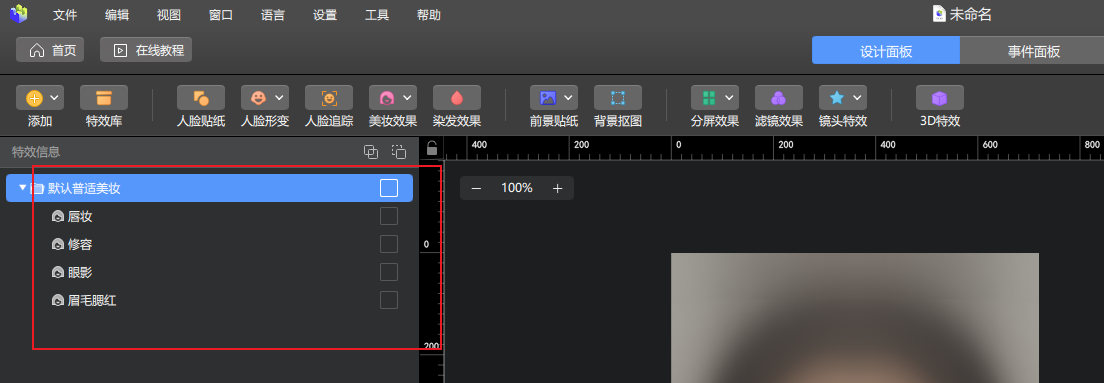 文件 编辑 视图 窗口 语言 设置 工具 帮助 未命名
首页 在线教程 设计面板 事件面板
添加 特效库 人脸贴纸 人脸形变 人脸追踪 美妆效果 染发效果 前景贴纸 背景抠图 分屏效果 滤镜效果 镜头特效 3D特效
特效信息 400 200 0 200 400 600 800
默认普适美妆 100%
唇妆
修容 0
眼影
眉毛腮红
200